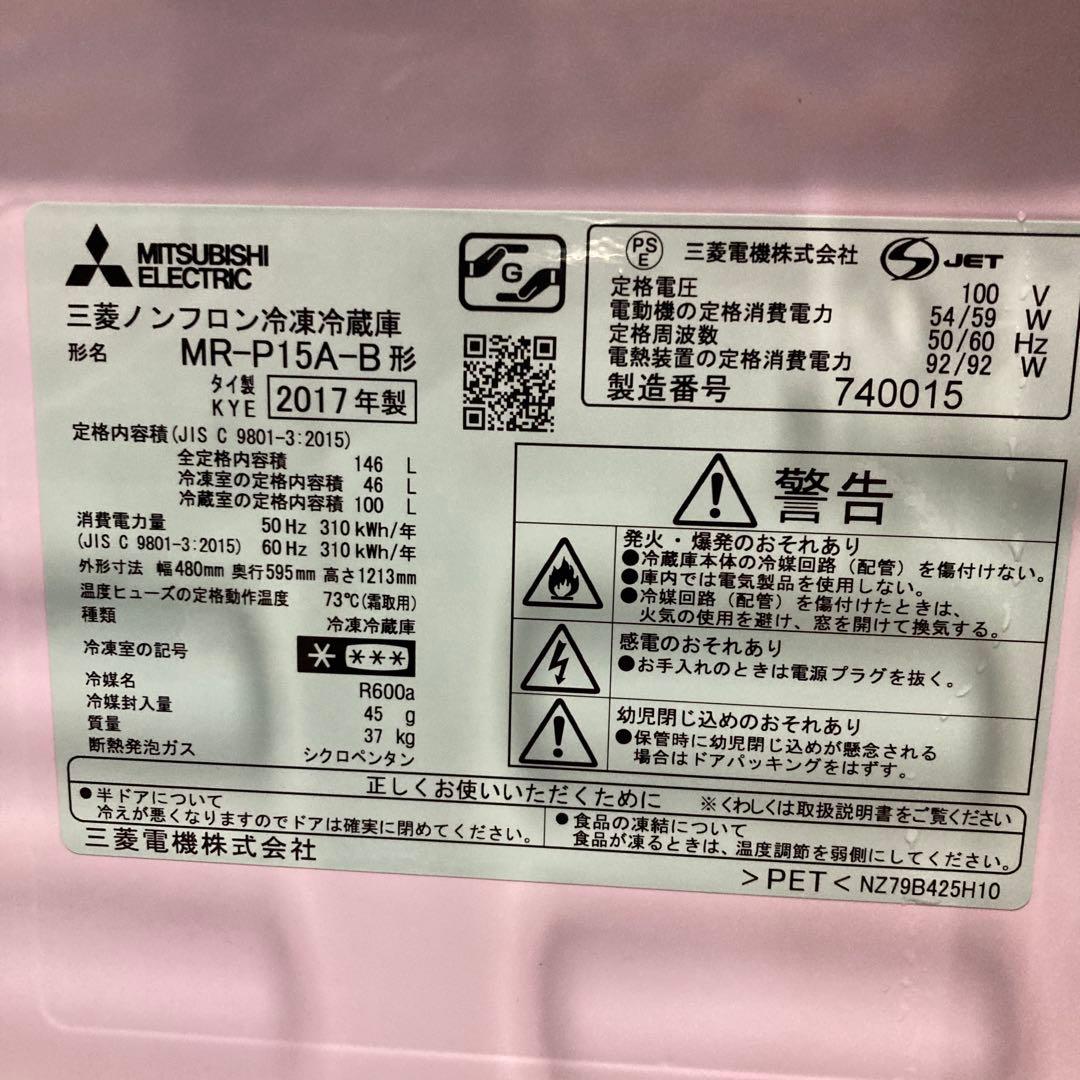 MITSUBISHI
ELECTRIC
三菱ノンフロン冷凍冷蔵庫
形名 MR-P15A-B 形
タイ製
KYE 2017年製
定格内容積(JIS C 9801-3:2015)
全定格内容積 146 L
冷凍室の定格内容積 46 L
冷蔵室の定格内容積 100 L
消費電力量 50 Hz 310 kWh/年
(JIS C 9801-3:2015) 60 Hz 310 kWh/年
外形寸法 幅480mm 奥行595mm 高さ1213mm
温度ヒューズの定格動作温度 73℃(霜取用)
種類 冷凍冷蔵庫
冷凍室の記号 * ***
冷媒名 R600a
冷媒封入量 45 g
質量 37 kg
断熱発泡ガス シクロペンタン
G
PS
E
三菱電機株式会社 JET
定格電圧 100 V
電動機の定格消費電力 54/59 W
定格周波数 50/60 Hz
電熱装置の定格消費電力 92/92 W
製造番号 740015
警告
発火・爆発のおそれあり
●冷蔵庫本体の冷媒回路(配管)を傷付けない。
●庫内では電気製品を使用しない。
●冷媒回路(配管)を傷付けたときは、
火気の使用を避け、窓を開けて換気する。
感電のおそれあり
●お手入れのときは電源プラグを抜く。
幼児閉じ込めのおそれあり
●保管時に幼児閉じ込めが懸念される
場合はドアパッキングをはずす。
正しくお使いいただくために ※くわしくは取扱説明書をご覧ください
●半ドアについて
冷えが悪くなりますのでドアは確実に閉めてください。
●食品の凍結について
食品が凍るときは、温度調節を弱側にしてください。
三菱電機株式会社
>PET< NZ79B425H10